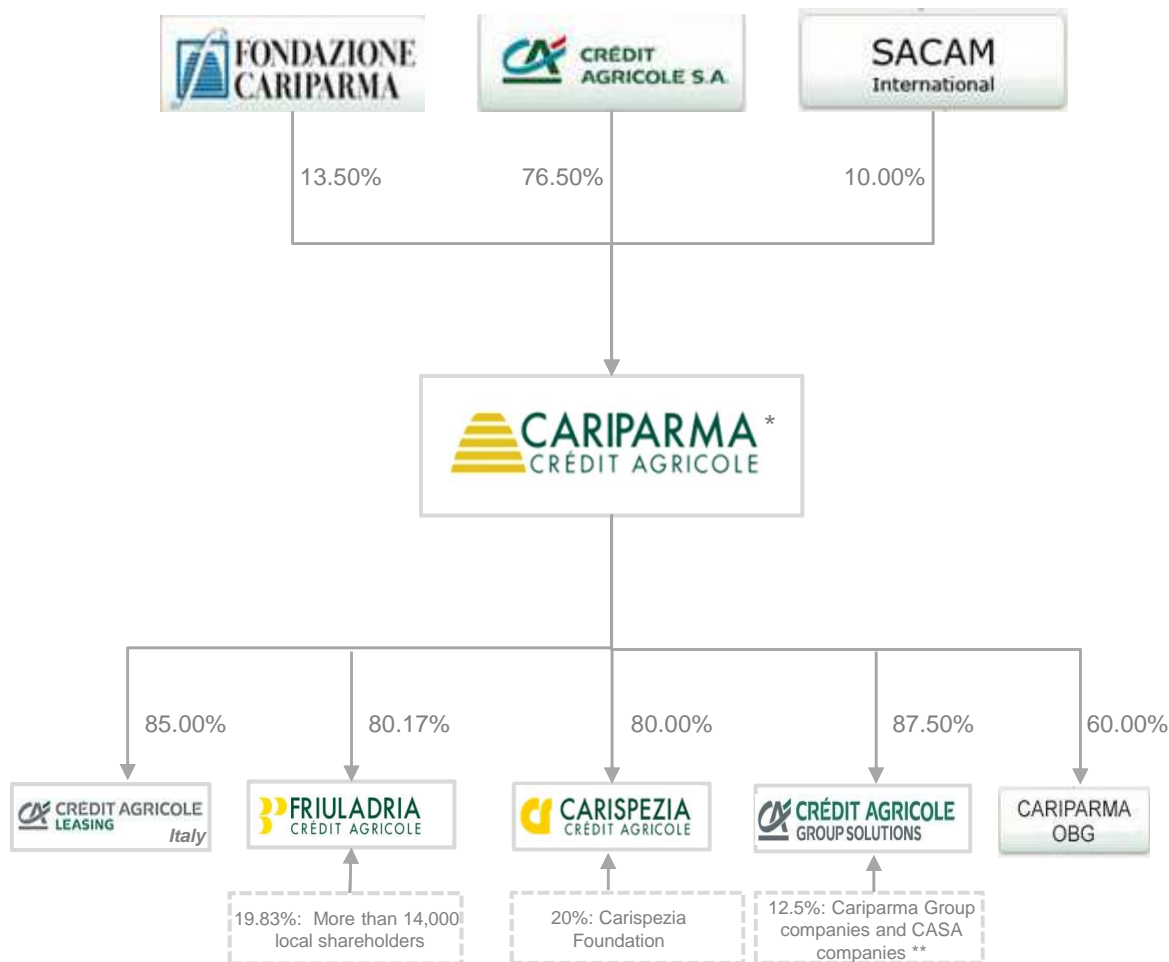 FONDAZIONE
CARIPARMA
CRÉDIT
AGRICOLE S.A.
SACAM
International
13.50%
76.50%
10.00%
CARIPARMA *
CRÉDIT AGRICOLE
85.00%
80.17%
80.00%
87.50%
60.00%
CRÉDIT AGRICOLE
LEASING
Italy
FRIULADRIA
CRÉDIT AGRICOLE
CARISPEZIA
CRÉDIT AGRICOLE
CRÉDIT AGRICOLE
GROUP SOLUTIONS
CARIPARMA
OBG
19.83%: More than 14,000
local shareholders
20%: Carispezia
Foundation
12.5%: Cariparma Group
companies and CASA
companies **